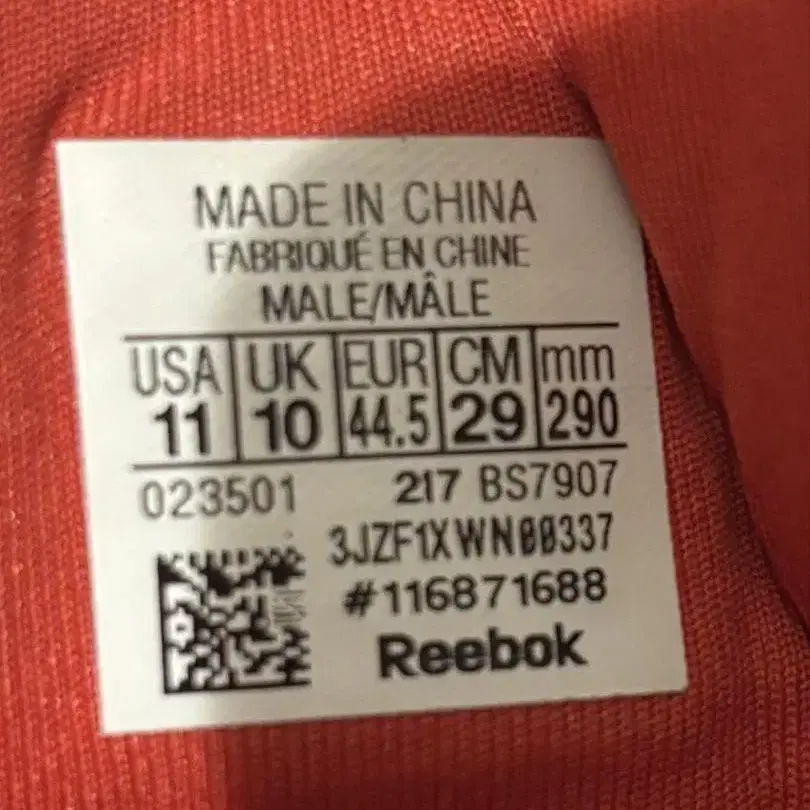 MADE IN CHINA
FABRIQUÉ EN CHINE
MALE/MÂLE
USA UK EUR CM mm
11 10 44.5 29 290
023501 217 BS7907
3JZF1XWN00337
#116871688
Reebok